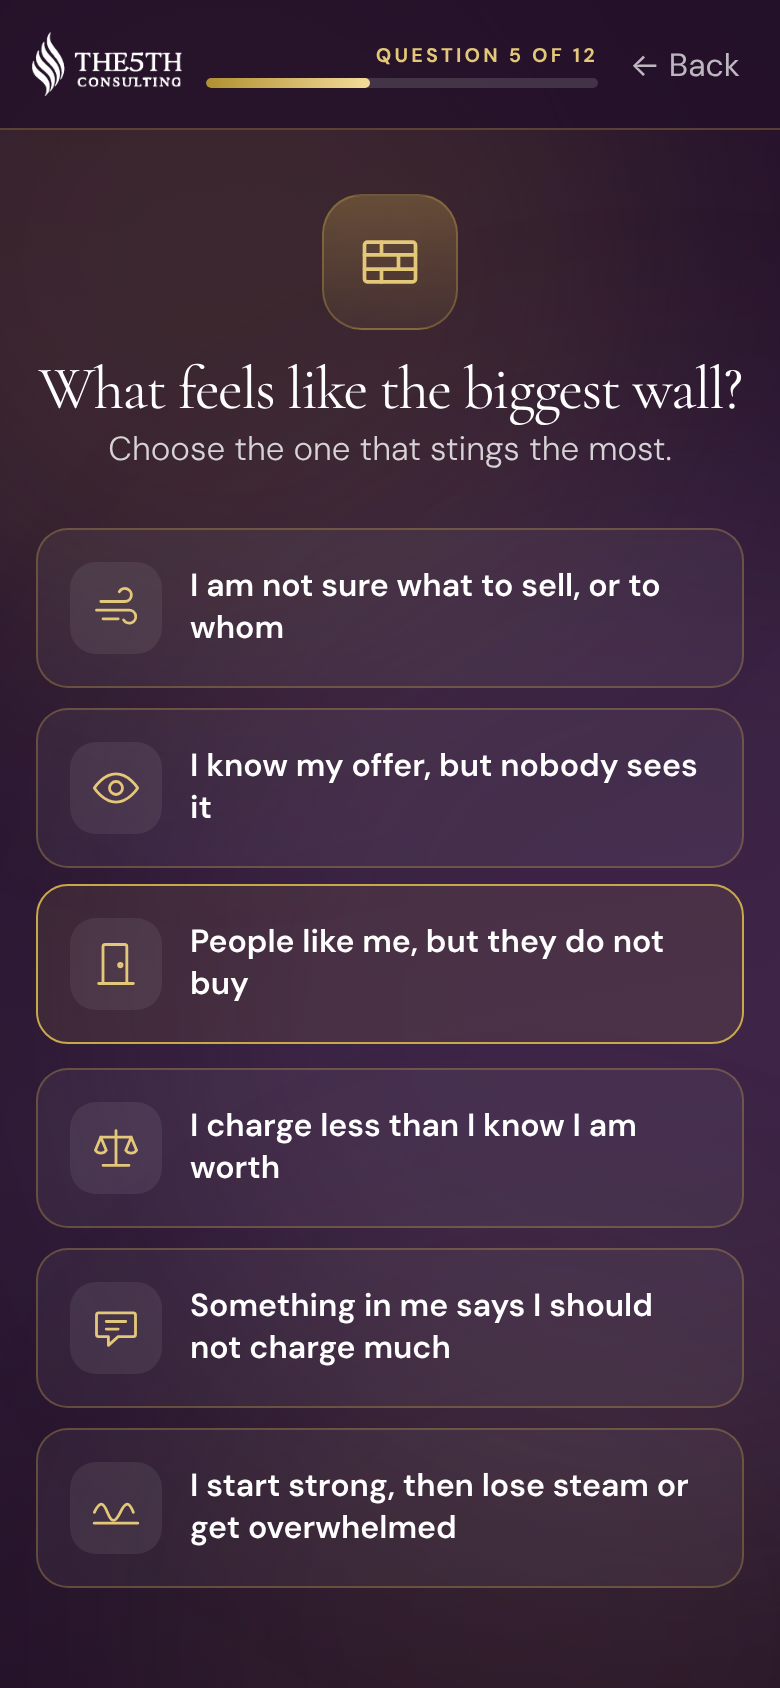 THE5TH
CONSULTING
QUESTION 5 OF 12
← Back
What feels like the biggest wall?
Choose the one that stings the most.
I am not sure what to sell, or to
whom
I know my offer, but nobody sees
it
People like me, but they do not
buy
I charge less than I know I am
worth
Something in me says I should
not charge much
I start strong, then lose steam or
get overwhelmed